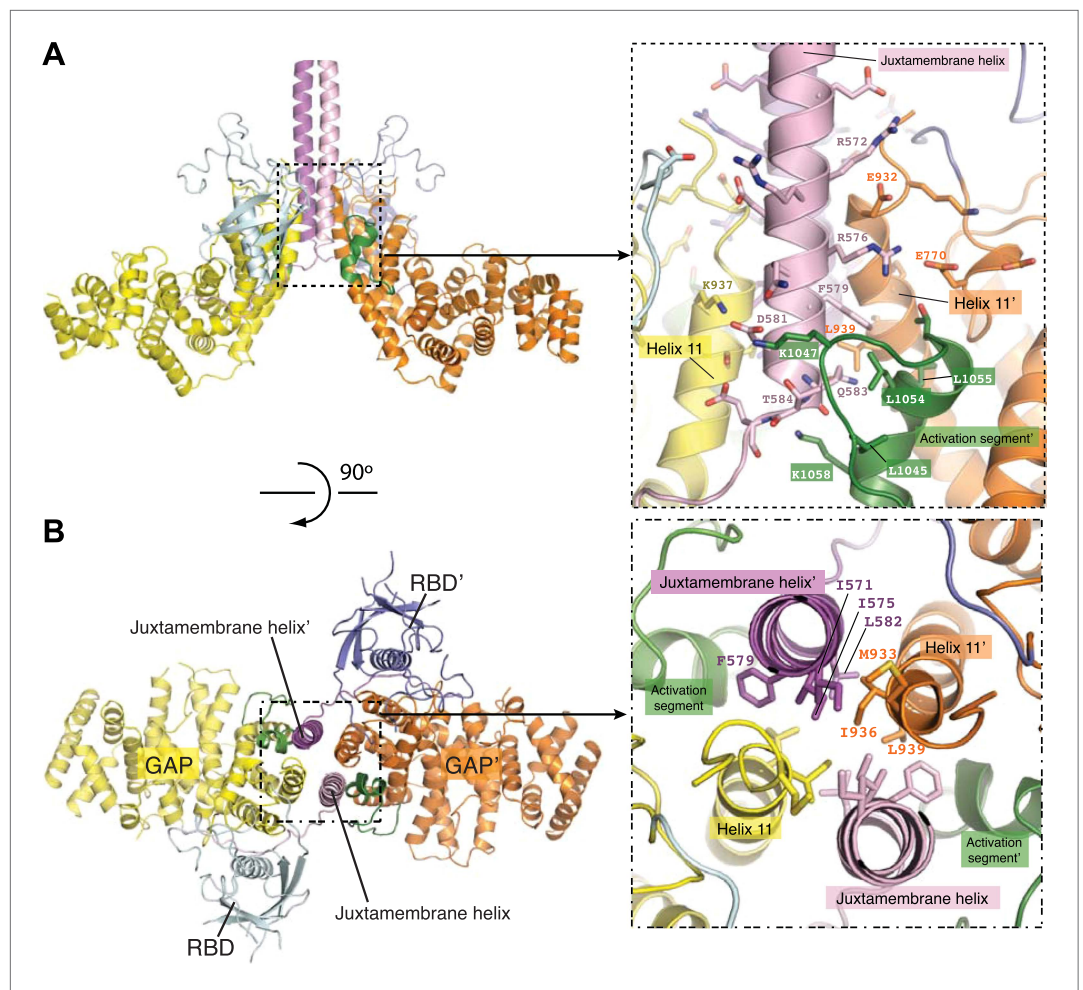 A
Juxtamembrane helix
R572
E932
R576
E770
K937
F579
Helix 11’
D581
L939
Helix 11
K1047
L1055
T584
Q583
L1054
Activation segment’
K1058
L1045
90º
B
RBD’
Juxtamembrane helix’
GAP
GAP’
Juxtamembrane helix
RBD
Juxtamembrane helix’
I571
I575
L582
F579
M933
Helix 11’
Activation
segment
I936
L939
Helix 11
Activation
segment’
Juxtamembrane helix